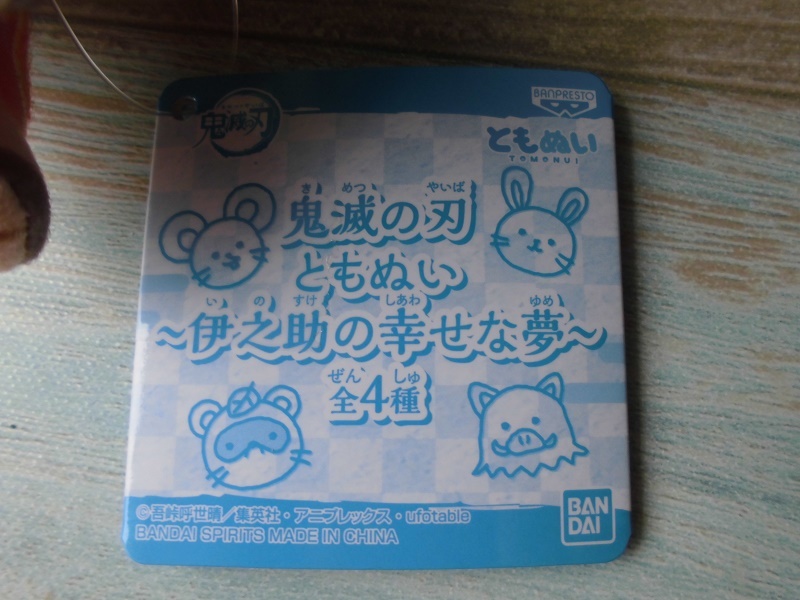 鬼滅の刃
BANPRESTO
ともぬい
TOMONUI
き めつ やいば
鬼滅の刃
ともぬい
い の すけ しあわ ゆめ
~伊之助の幸せな夢~
ぜん しゅ
全4種
©吾峠呼世晴／集英社・アニプレックス・ufotable
BANDAI SPIRITS MADE IN CHINA
BAN
DAI